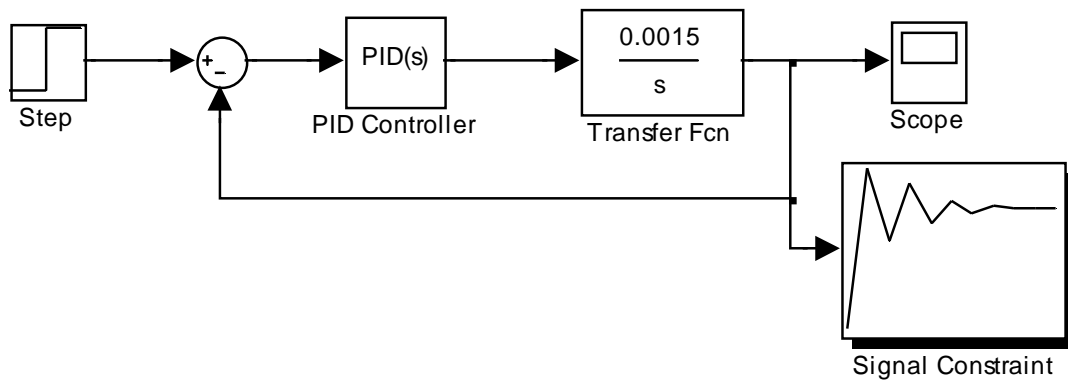 Step
+
−
PID(s)
PID Controller
0.0015
s
Transfer Fcn
Scope
Signal Constraint